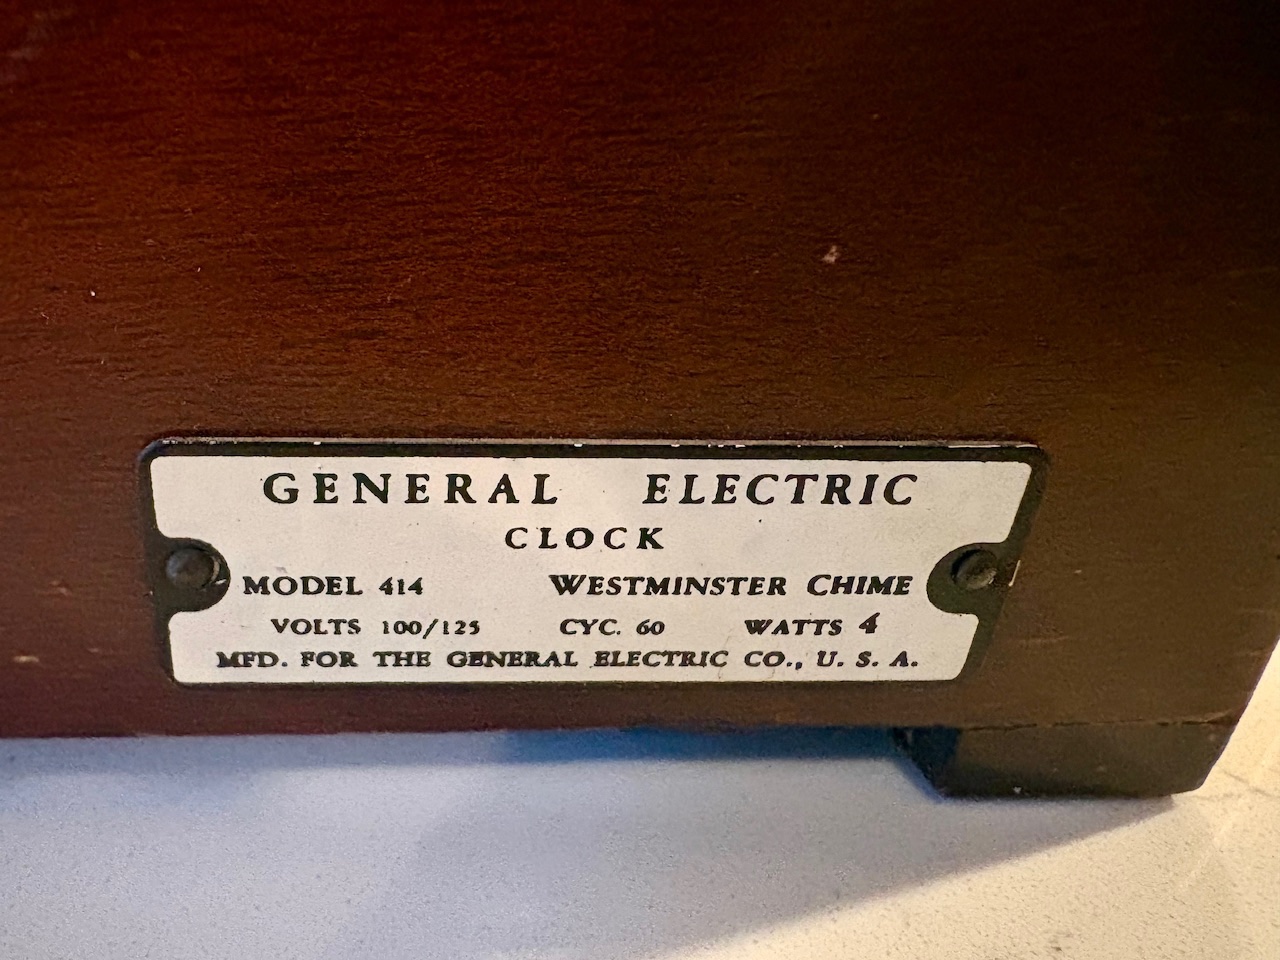 GENERAL ELECTRIC
CLOCK
MODEL 414 WESTMINSTER CHIME
VOLTS 100/125 CYC. 60 WATTS 4
MFD. FOR THE GENERAL ELECTRIC CO., U. S. A.